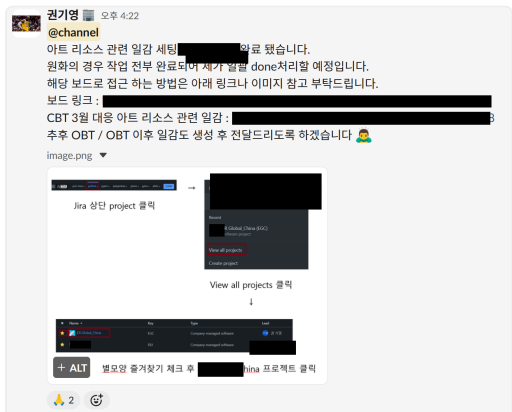 권기영 오후 4:22
@channel
아트 리소스 관련 일감 세팅 완료 됐습니다.
원화의 경우 작업 전부 완료되어 제가 일괄 done처리할 예정입니다.
해당 보드로 접근 하는 방법은 아래 링크나 이미지 참고 부탁드립니다.
보드 링크 :
CBT 3월 대응 아트 리소스 관련 일감 :
추후 OBT / OBT 이후 일감도 생성 후 전달드리도록 하겠습니다
image.png
→
Jira 상단 project 클릭
Recent
Global_China (EGC)
software project
View all projects
Create project
View all projects 클릭
↓
Name Key Type Lead
Global_China EGC Company managed software
Company managed software
+ ALT
별모양 즐겨찾기 체크 후 hina 프로젝트 클릭
2